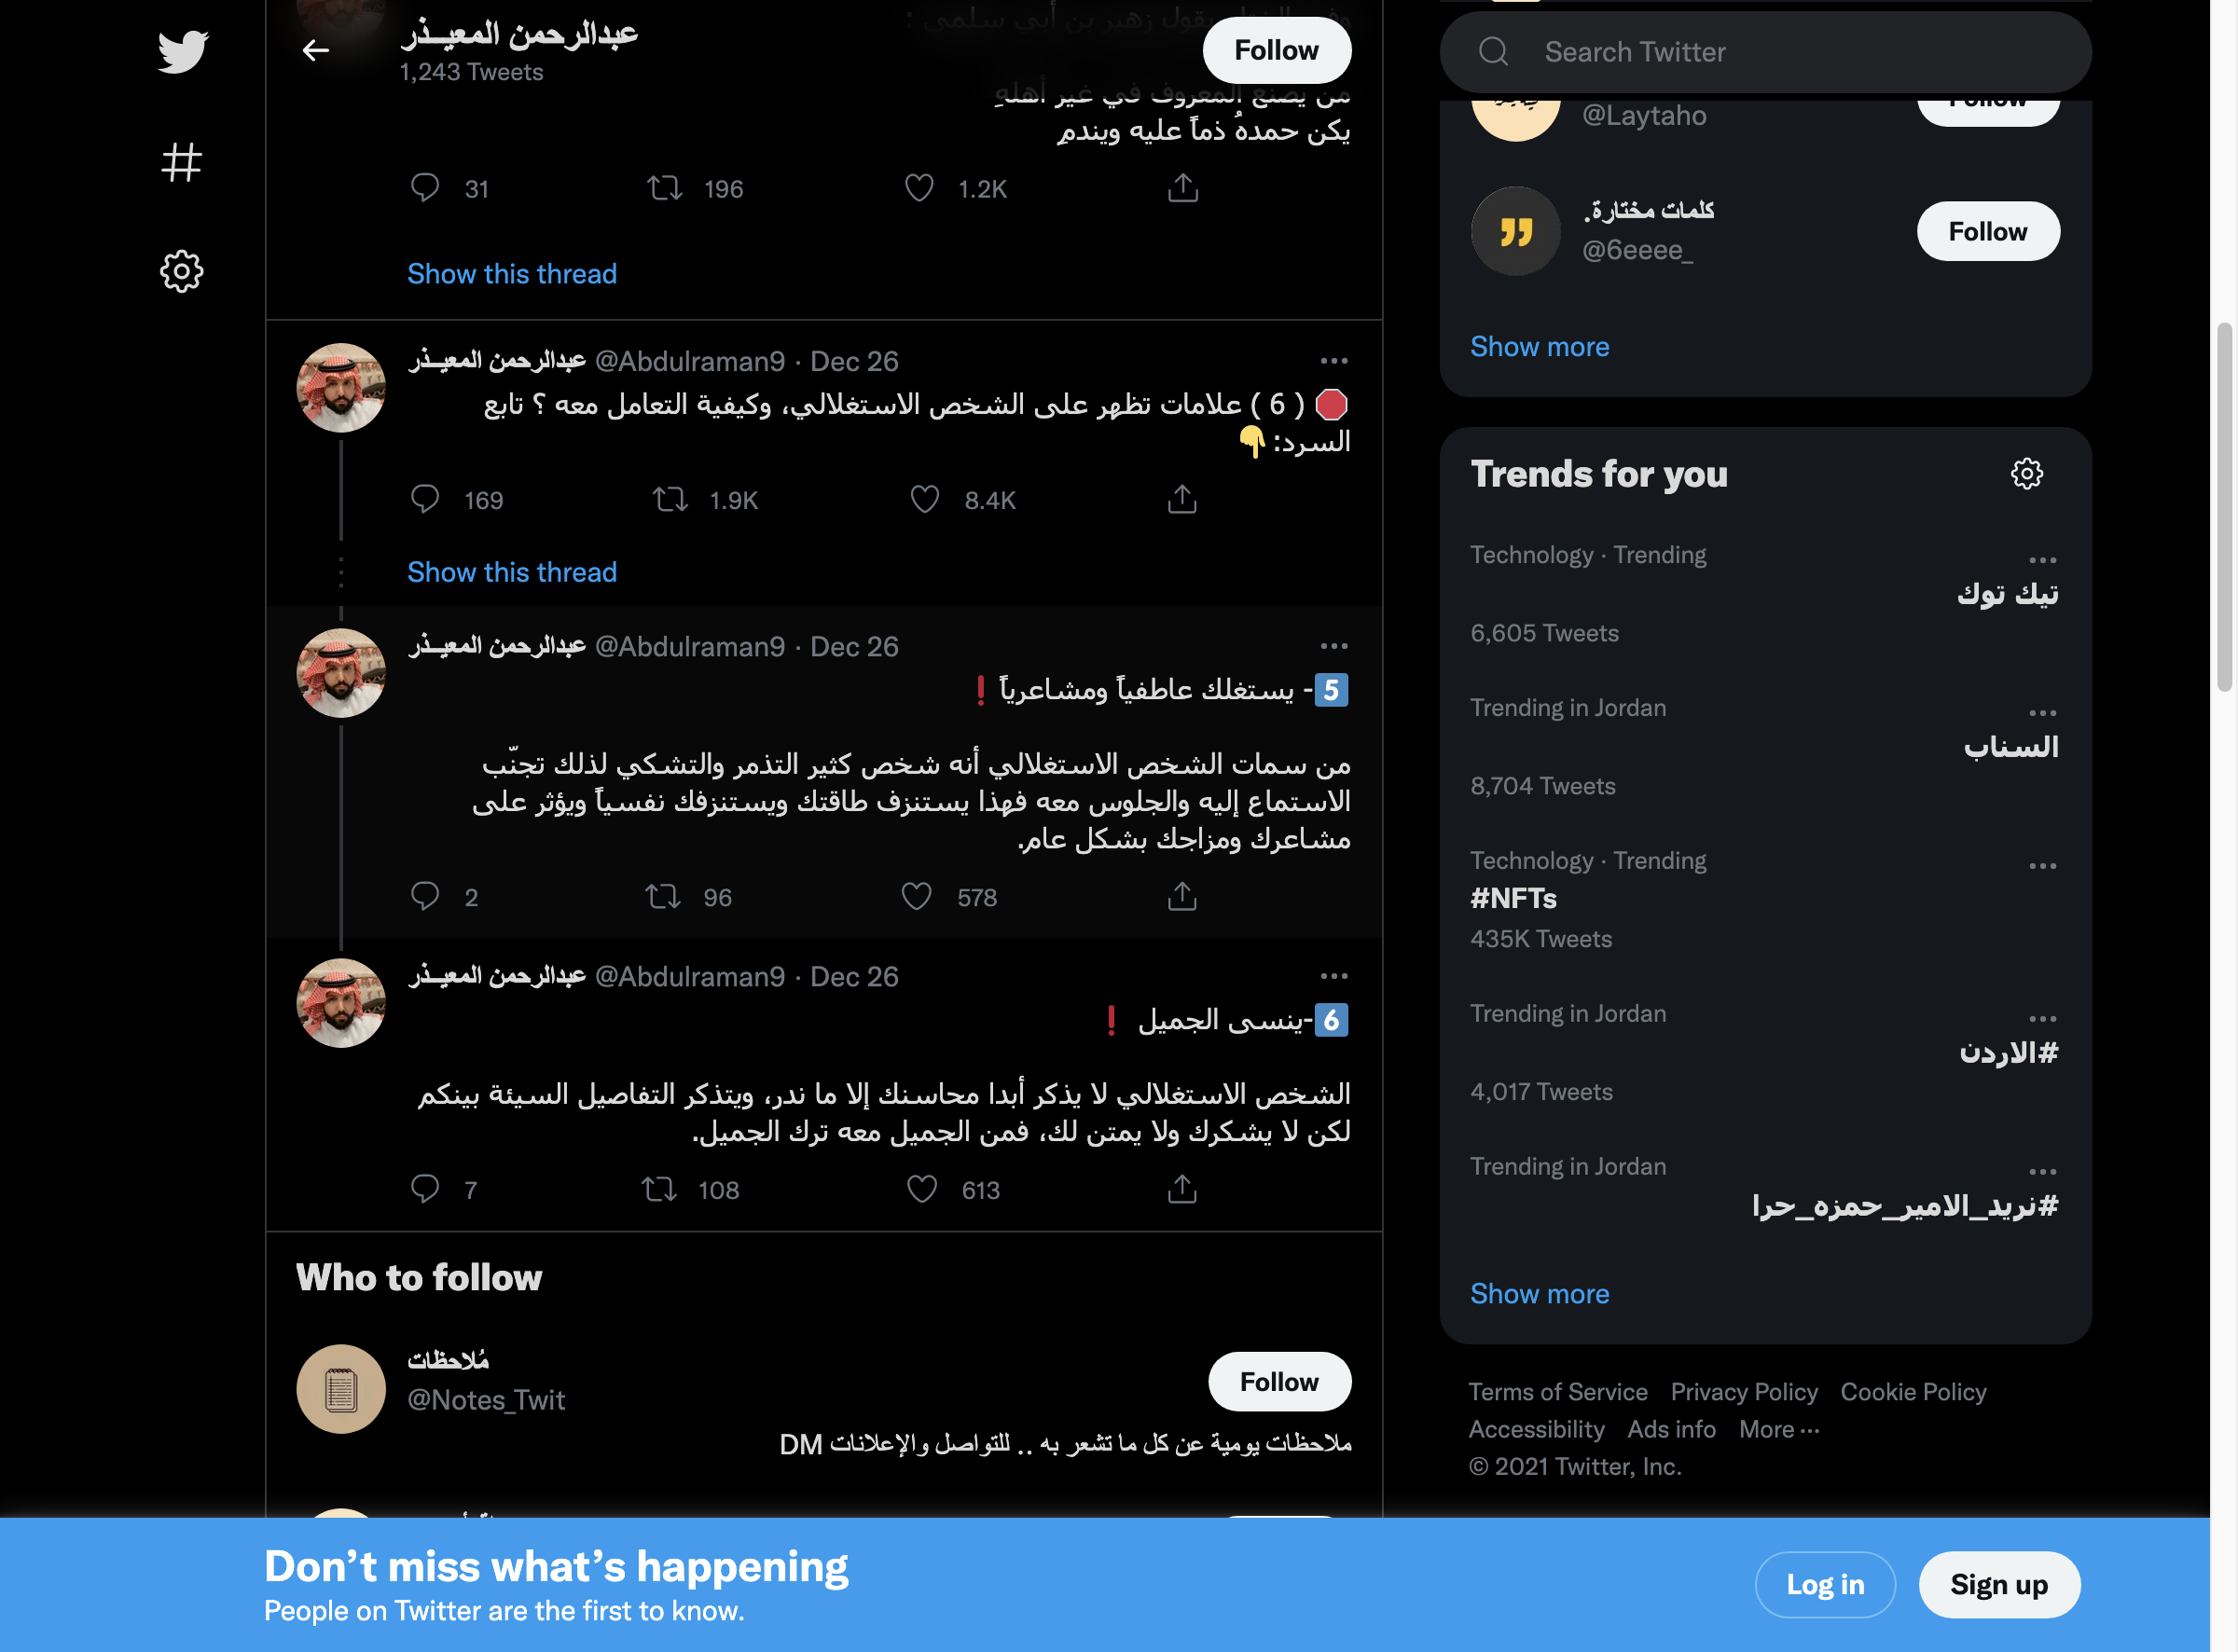 عبدالرحمن المعيــذر
1,243 Tweets
Follow
وفي
يقول زهير بن أبي سلمى :
من يصنع المعروف في غير أهلهِ
يكن حمدهُ ذماً عليه ويندمِ
31 196 1.2K
Show this thread
عبدالرحمن المعيــذر @Abdulraman9 · Dec 26
🛑 ( 6 ) علامات تظهر على الشخص الاستغلالي، وكيفية التعامل معه ؟ تابع
السرد: 👇
169 1.9K 8.4K
Show this thread
عبدالرحمن المعيــذر @Abdulraman9 · Dec 26
5️⃣- يستغلك عاطفياً ومشاعرياً❗
من سمات الشخص الاستغلالي أنه شخص كثير التذمر والتشكي لذلك تجنّب
الاستماع إليه والجلوس معه فهذا يستنزف طاقتك ويستنزفك نفسياً ويؤثر على
مشاعرك ومزاجك بشكل عام.
2 96 578
عبدالرحمن المعيــذر @Abdulraman9 · Dec 26
6️⃣-ينسى الجميل ❗
الشخص الاستغلالي لا يذكر أبدا محاسنك إلا ما ندر، ويتذكر التفاصيل السيئة بينكم
لكن لا يشكرك ولا يمتن لك، فمن الجميل معه ترك الجميل.
7 108 613
Who to follow
مُلاحظات
@Notes_Twit
Follow
ملاحظات يومية عن كل ما تشعر به .. للتواصل والإعلانات DM
Search Twitter
@Laytaho
Follow
كلمات مختارة.
@6eeee_
Follow
Show more
Trends for you
Technology · Trending
تيك توك
6,605 Tweets
Trending in Jordan
السناب
8,704 Tweets
Technology · Trending
#NFTs
435K Tweets
Trending in Jordan
#الاردن
4,017 Tweets
Trending in Jordan
#نريد_الامير_حمزه_حرا
Show more
Terms of Service Privacy Policy Cookie Policy
Accessibility Ads info More ···
© 2021 Twitter, Inc.
Don’t miss what’s happening
People on Twitter are the first to know.
Log in
Sign up